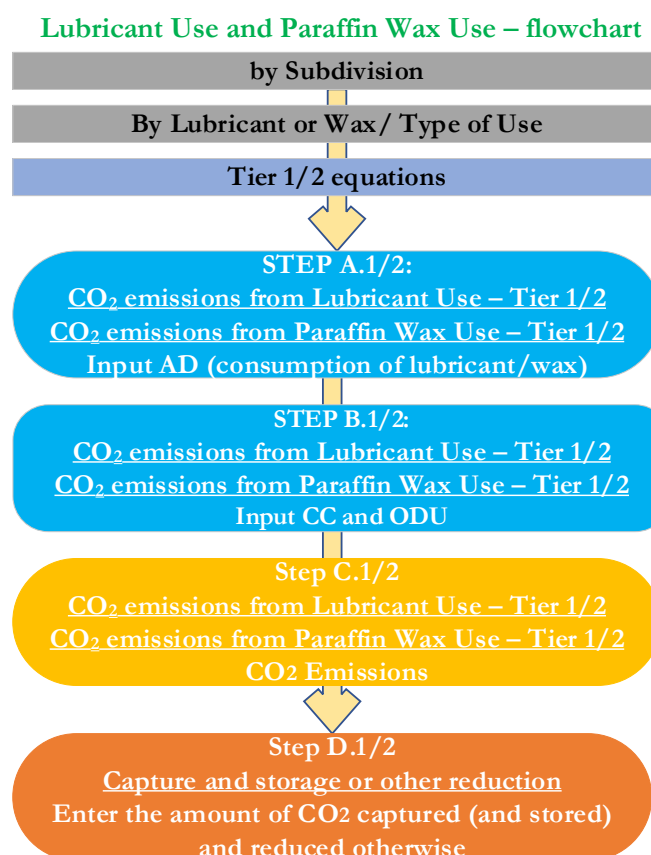 Lubricant Use and Paraffin Wax Use – flowchart
by Subdivision
By Lubricant or Wax/ Type of Use
Tier 1/2 equations
STEP A.1/2:
CO₂ emissions from Lubricant Use – Tier 1/2
CO₂ emissions from Paraffin Wax Use – Tier 1/2
Input AD (consumption of lubricant/wax)
STEP B.1/2:
CO₂ emissions from Lubricant Use – Tier 1/2
CO₂ emissions from Paraffin Wax Use – Tier 1/2
Input CC and ODU
Step C.1/2
CO₂ emissions from Lubricant Use – Tier 1/2
CO₂ emissions from Paraffin Wax Use – Tier 1/2
CO2 Emissions
Step D.1/2
Capture and storage or other reduction
Enter the amount of CO2 captured (and stored)
and reduced otherwise